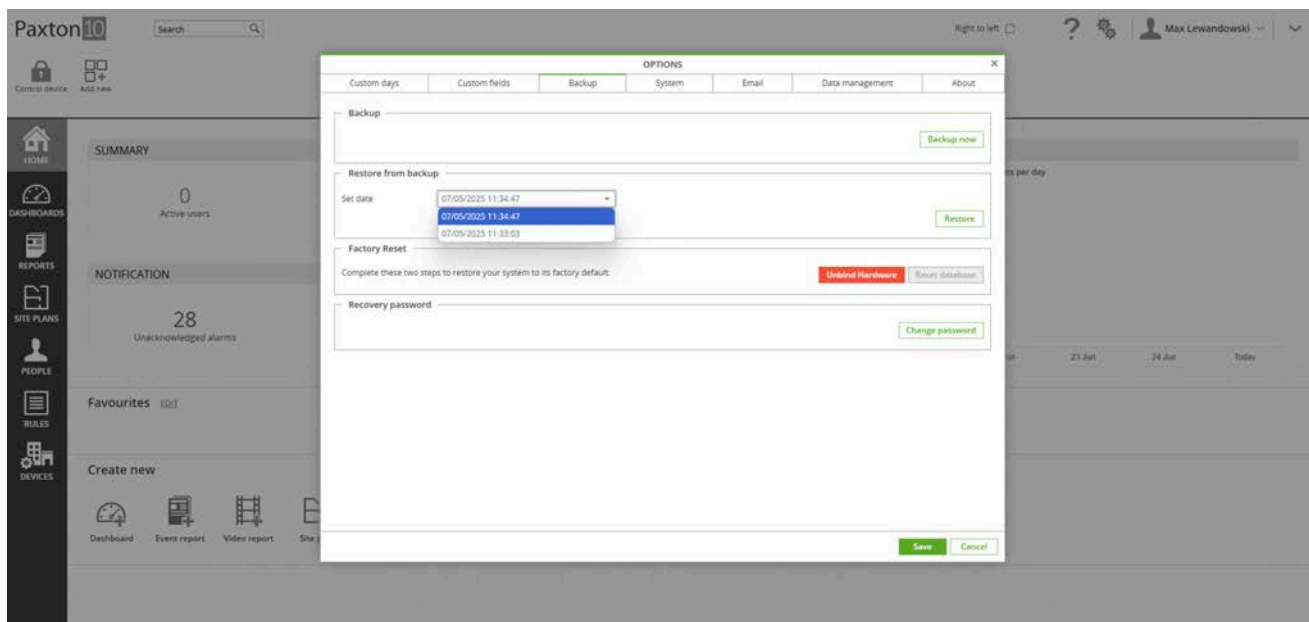 Paxton10
Search
Right to left
?
Max Lewandowski
Control device
Add new
OPTIONS
Custom days
Custom fields
Backup
System
Email
Data management
About
Backup
Backup now
Restore from backup
Set date
07/05/2025 11:34:47
07/05/2025 11:34:47
07/05/2025 11:33:03
Restore
Factory Reset
Complete these two steps to restore your system to its factory default.
Unbind Hardware
Reset database
Recovery password
Change password
Save
Cancel
HOME
DASHBOARDS
REPORTS
SITE PLANS
PEOPLE
RULES
DEVICES
SUMMARY
0
Active users
per day
NOTIFICATION
28
Unacknowledged alarms
23 Jun
24 Jun
Today
Favourites EDIT
Create new
Dashboard
Event report
Video report
Site